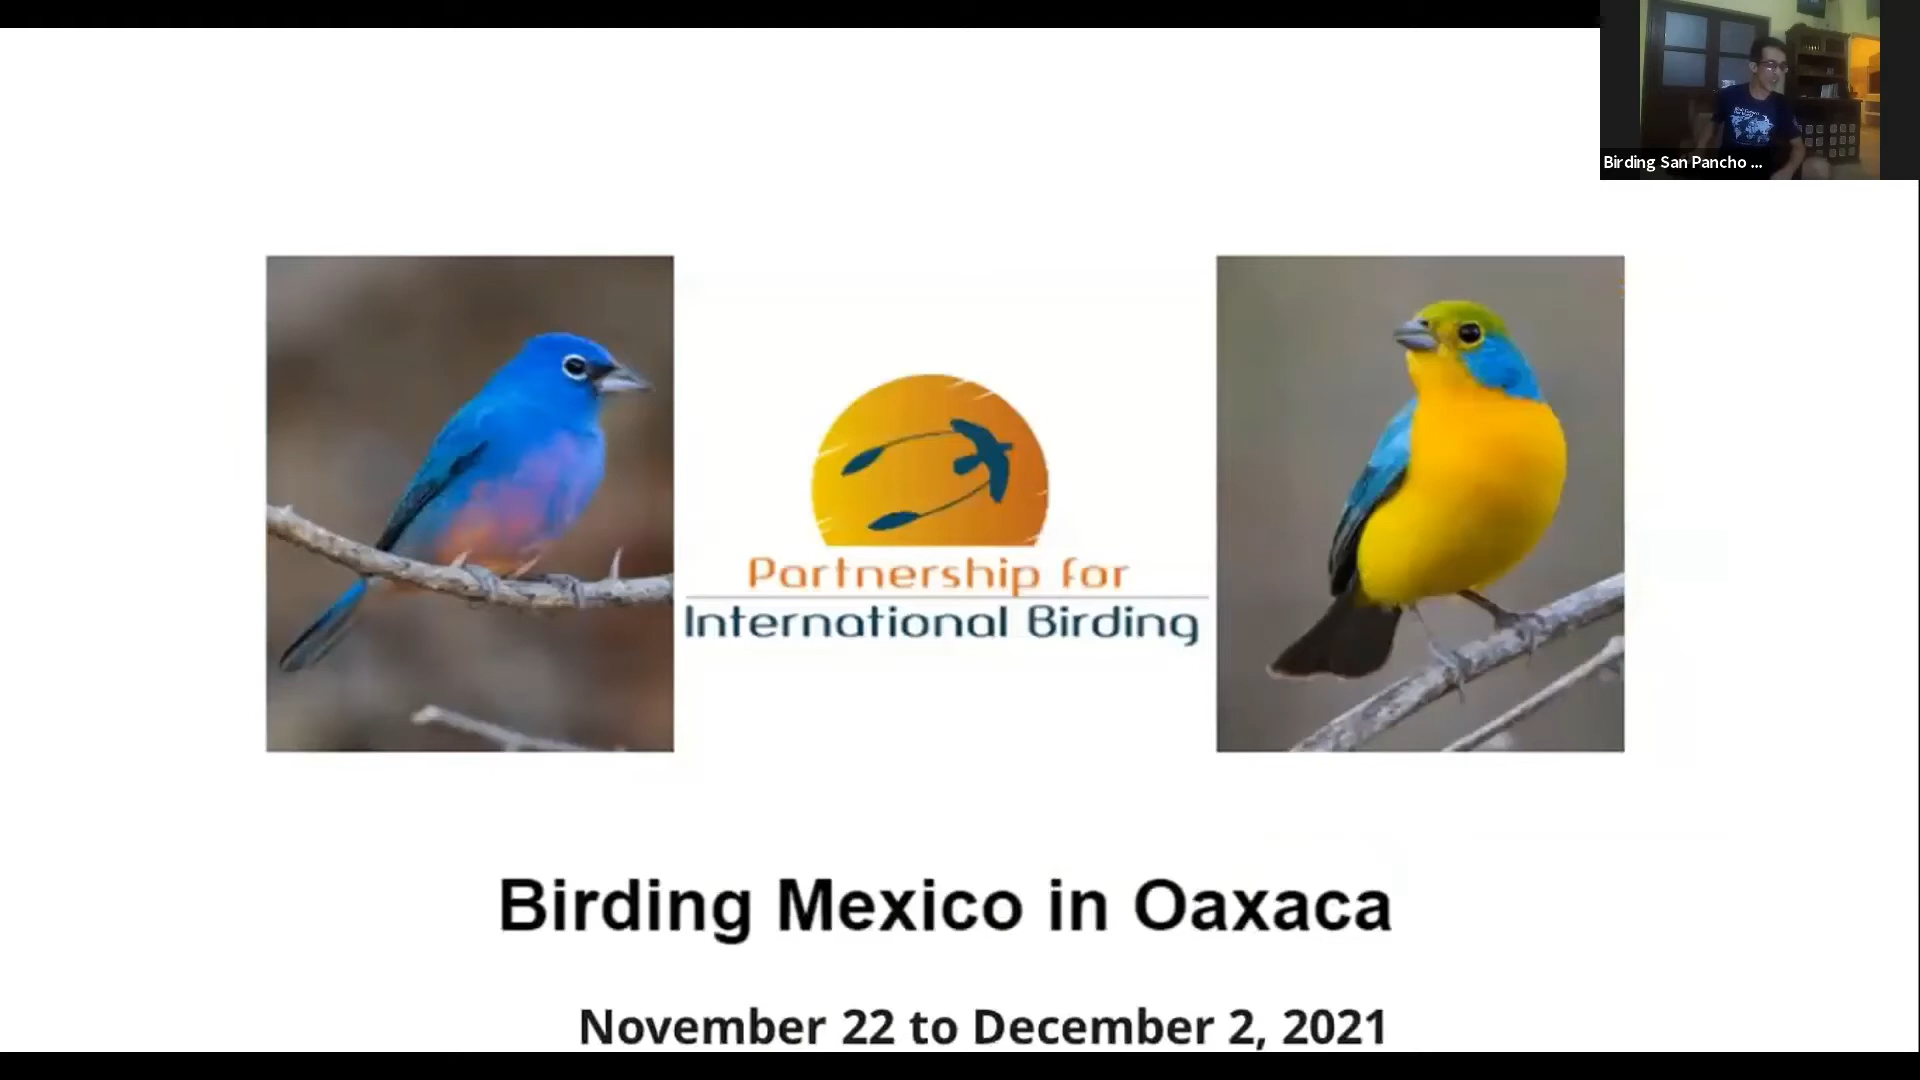 Birding San Pancho ...
Partnership for
International Birding
Birding Mexico in Oaxaca
November 22 to December 2, 2021